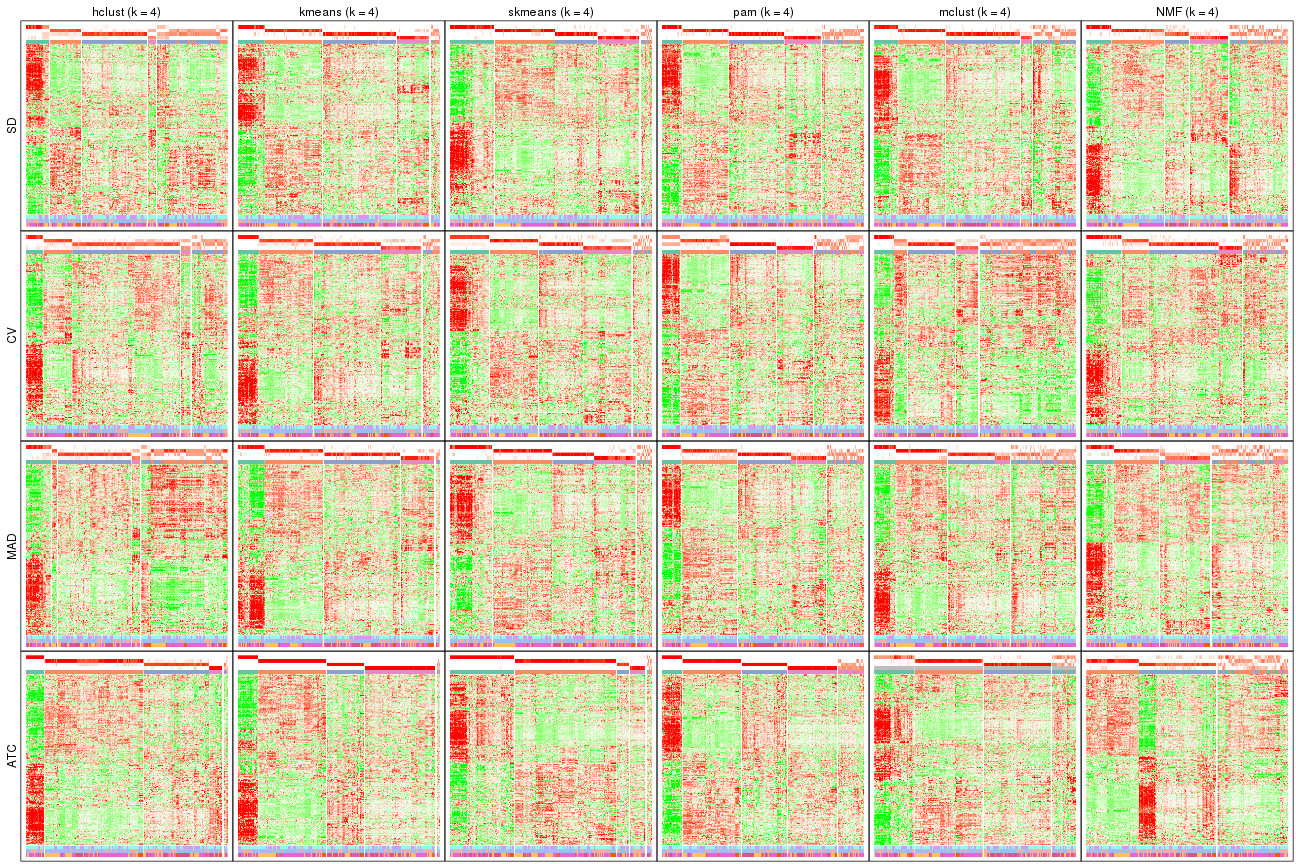 hclust (k = 4) kmeans (k = 4) skmeans (k = 4) pam (k = 4) mclust (k = 4) NMF (k = 4)
SD
CV
MAD
ATC